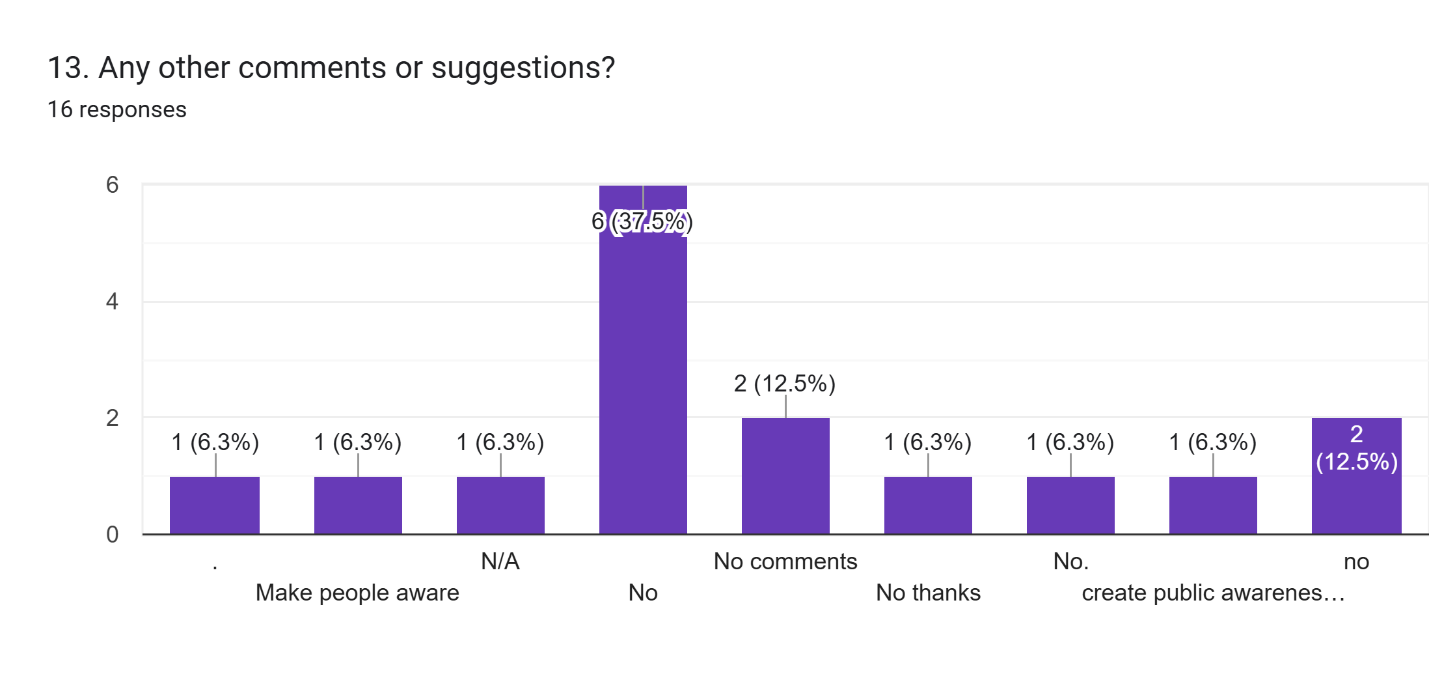 13. Any other comments or suggestions?
16 responses
6
4
2
0
1 (6.3%)
1 (6.3%)
1 (6.3%)
6 (37.5%)
2 (12.5%)
1 (6.3%)
1 (6.3%)
1 (6.3%)
2
(12.5%)
.
Make people aware
N/A
No
No comments
No thanks
No.
create public awarenes…
no